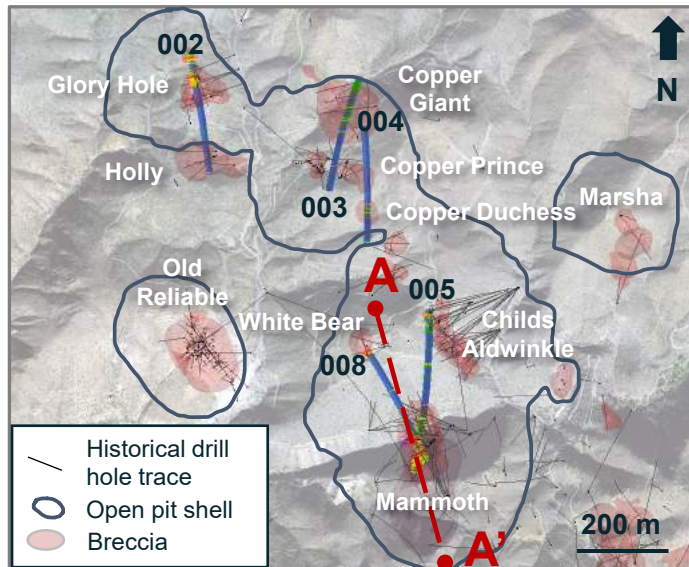 002
Glory Hole
Holly
Copper
Giant
004
Copper Prince
003
Copper Duchess
N
Marsha
Old
Reliable
A
005
White Bear
Childs
Aldwinkle
008
Mammoth
A'
Historical drill
hole trace
Open pit shell
Breccia
200 m